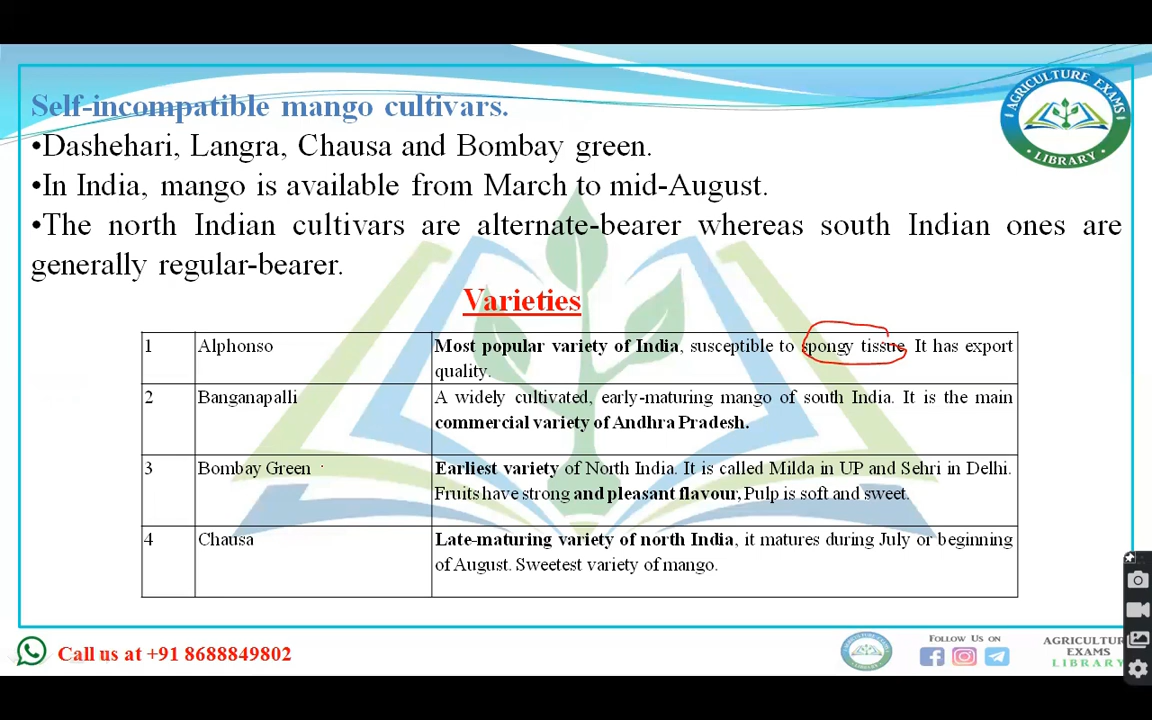 Self-incompatible mango cultivars.
•Dashehari, Langra, Chausa and Bombay green.
•In India, mango is available from March to mid-August.
•The north Indian cultivars are alternate-bearer whereas south Indian ones are
generally regular-bearer.
Varieties
1 Alphonso Most popular variety of India, susceptible to spongy tissue. It has export
quality.
2 Banganapalli A widely cultivated, early-maturing mango of south India. It is the main
commercial variety of Andhra Pradesh.
3 Bombay Green Earliest variety of North India. It is called Milda in UP and Sehri in Delhi.
Fruits have strong and pleasant flavour, Pulp is soft and sweet.
4 Chausa Late-maturing variety of north India, it matures during July or beginning
of August. Sweetest variety of mango.
AGRICULTURE EXAMS
• LIBRARY •
Call us at +91 8688849802
FOLLOW US ON
AGRICULTUR
EXAMS
LIBRARY